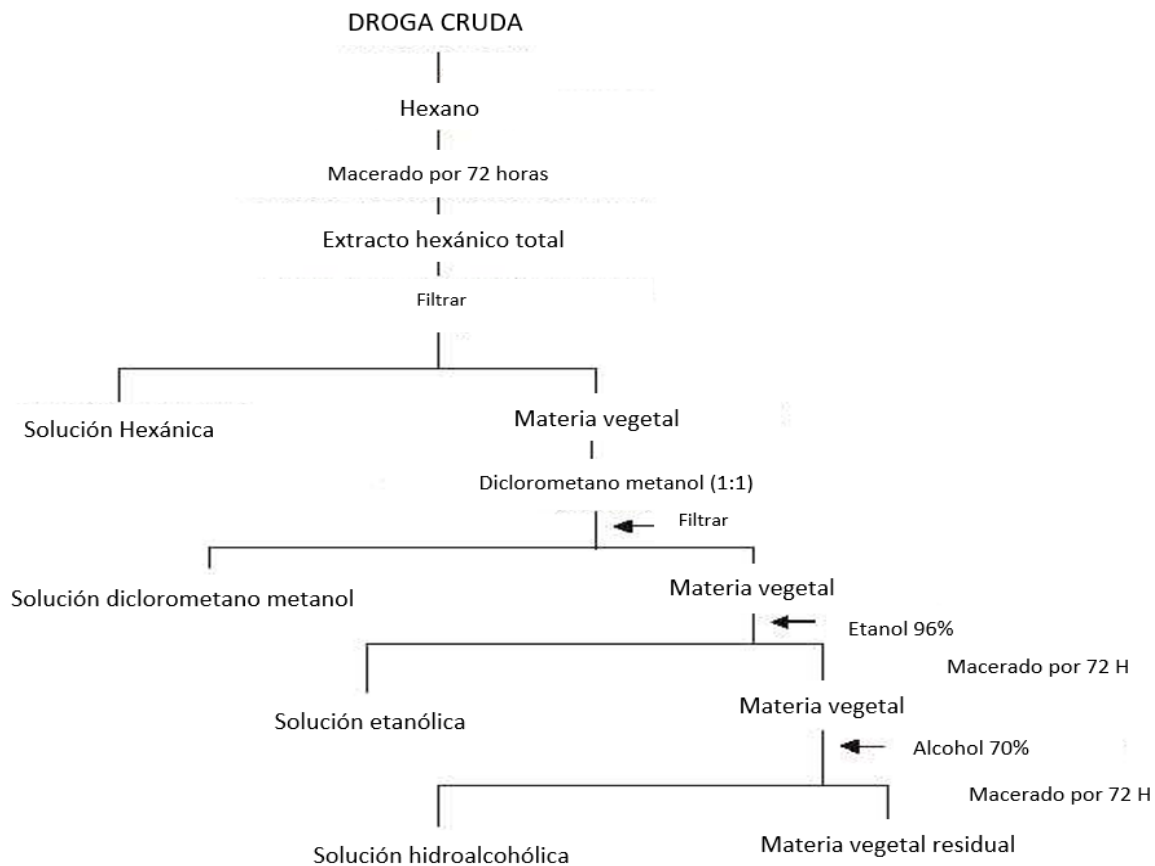 DROGA CRUDA
Hexano
Macerado por 72 horas
Extracto hexánico total
Filtrar
Solución Hexánica
Materia vegetal
Diclorometano metanol (1:1)
Filtrar
Solución diclorometano metanol
Materia vegetal
Etanol 96%
Macerado por 72 H
Solución etanólica
Materia vegetal
Alcohol 70%
Macerado por 72 H
Solución hidroalcohólica
Materia vegetal residual